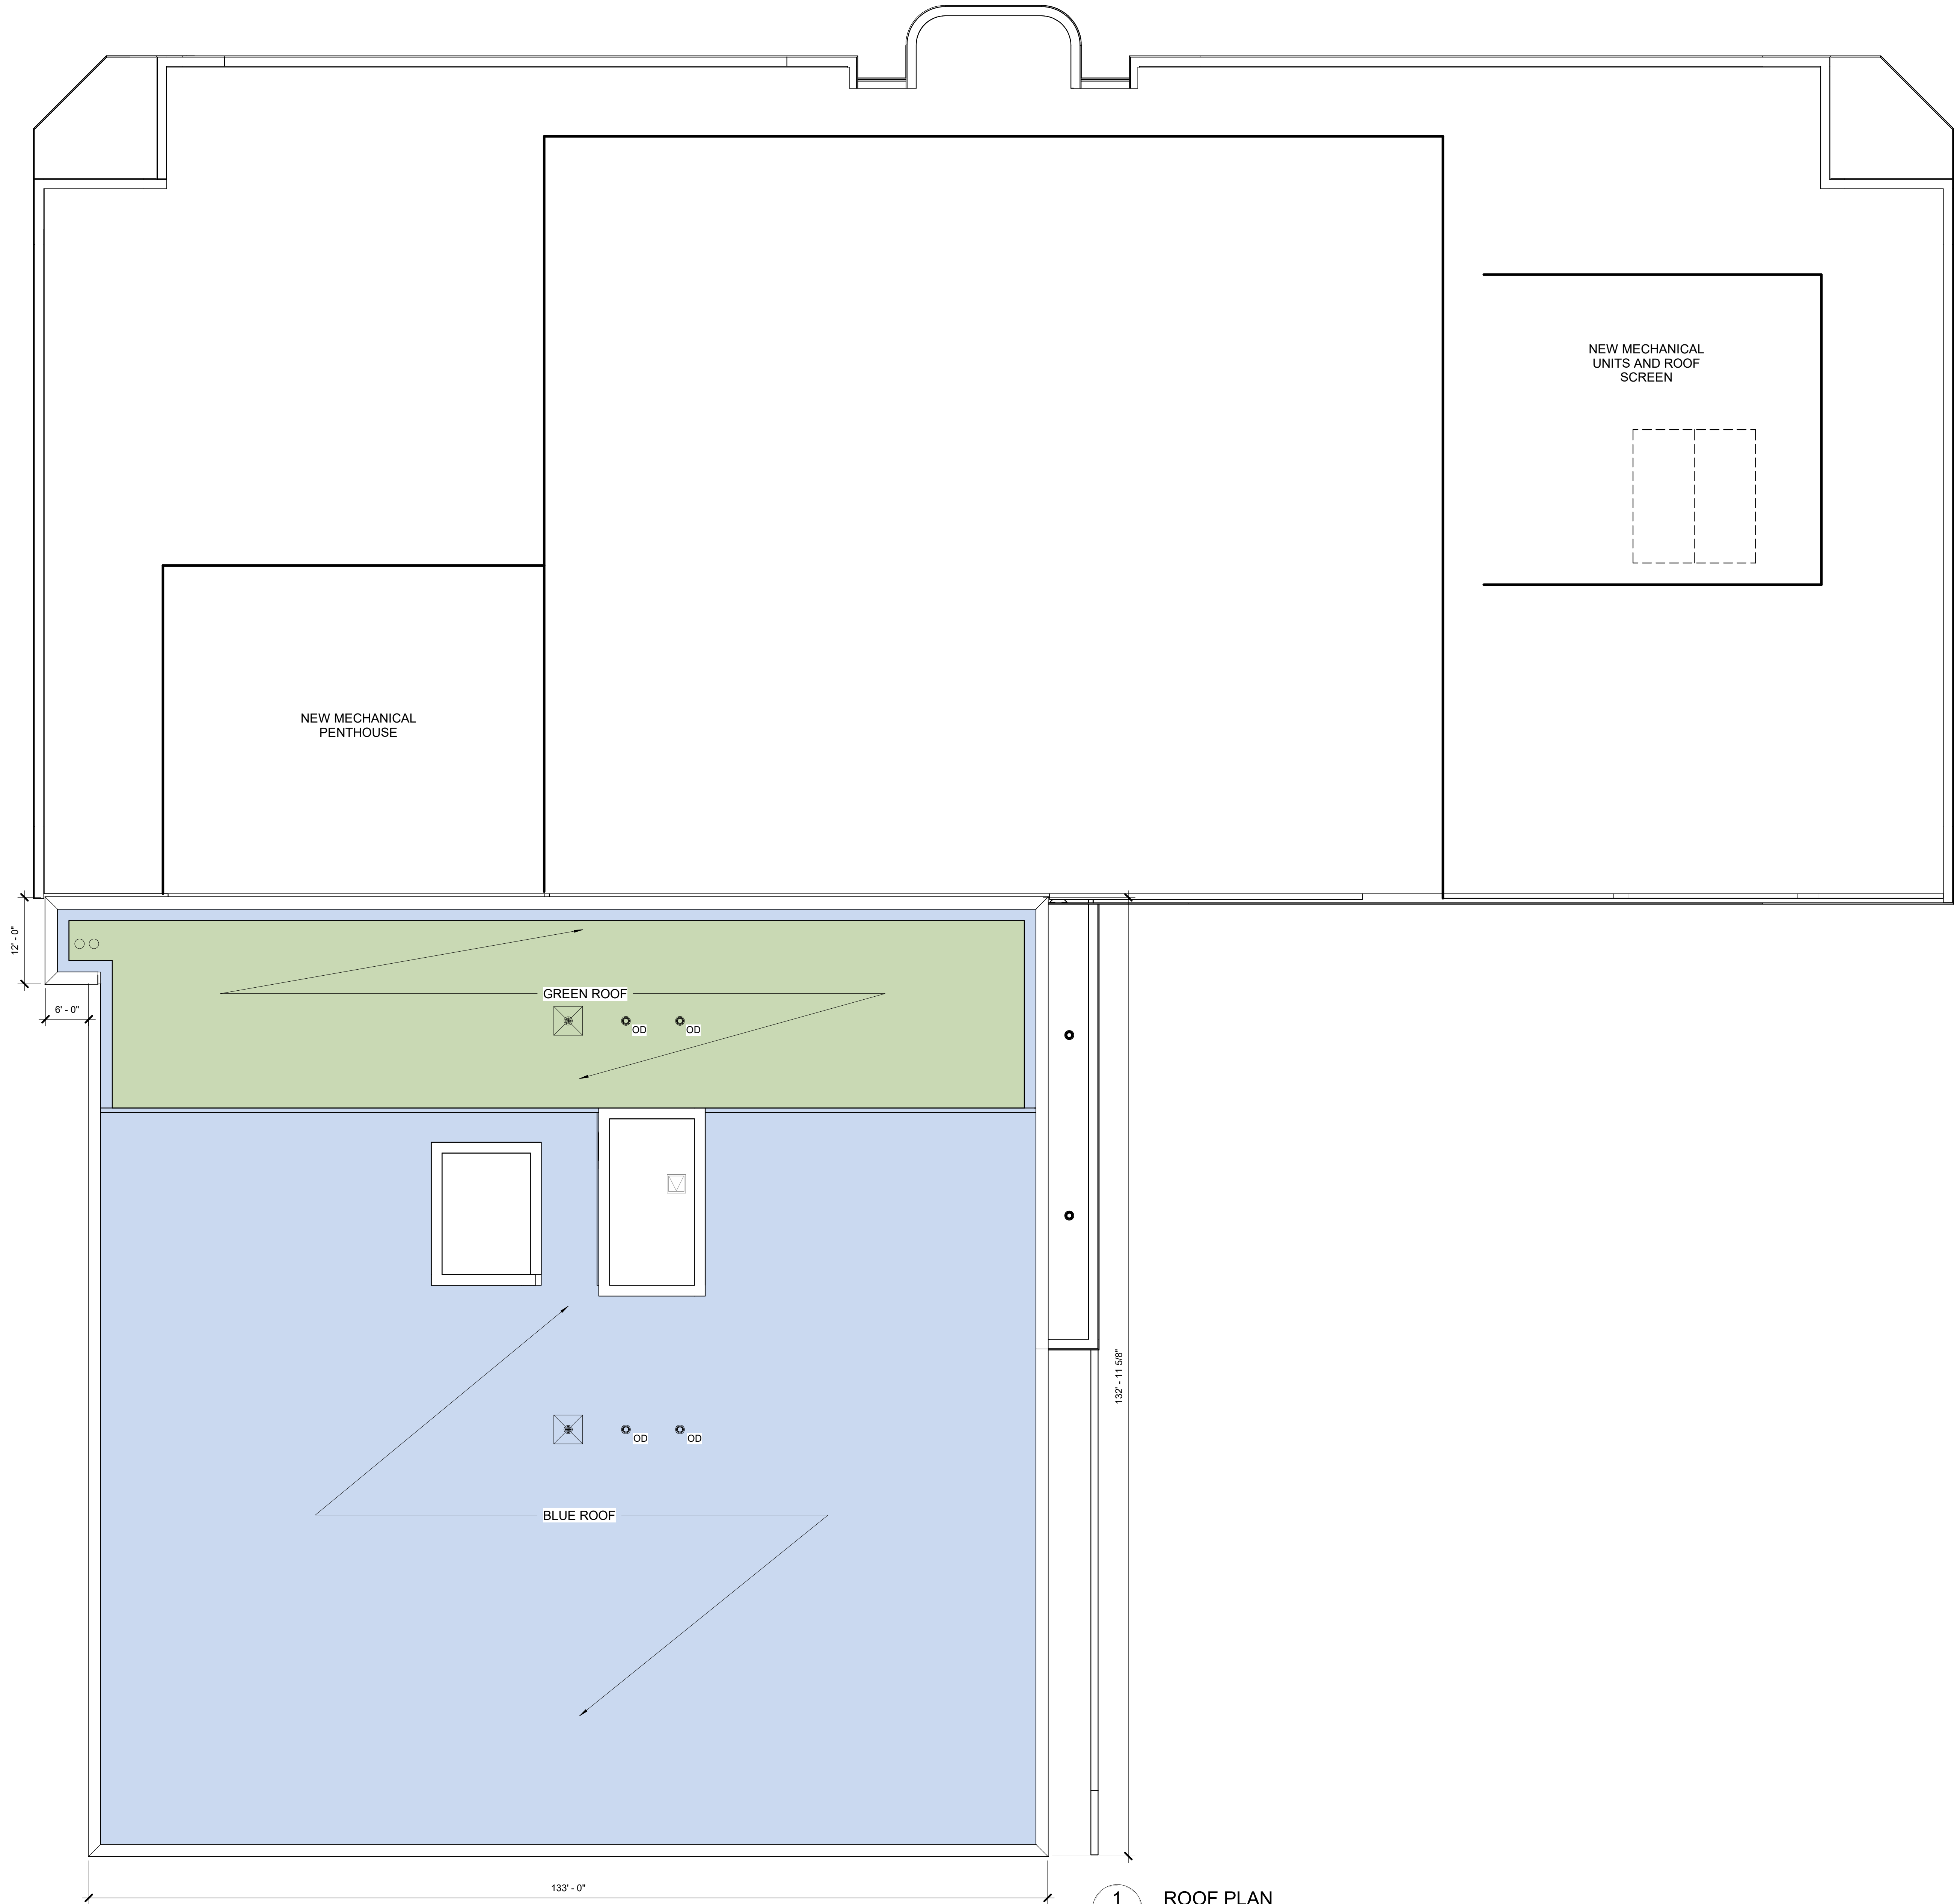 NEW MECHANICAL
UNITS AND ROOF
SCREEN
NEW MECHANICAL
PENTHOUSE
12' - 0"
6' - 0"
GREEN ROOF
OD
OD
132' - 11 5/8"
OD
OD
BLUE ROOF
133' - 0"
1
ROOF PLAN